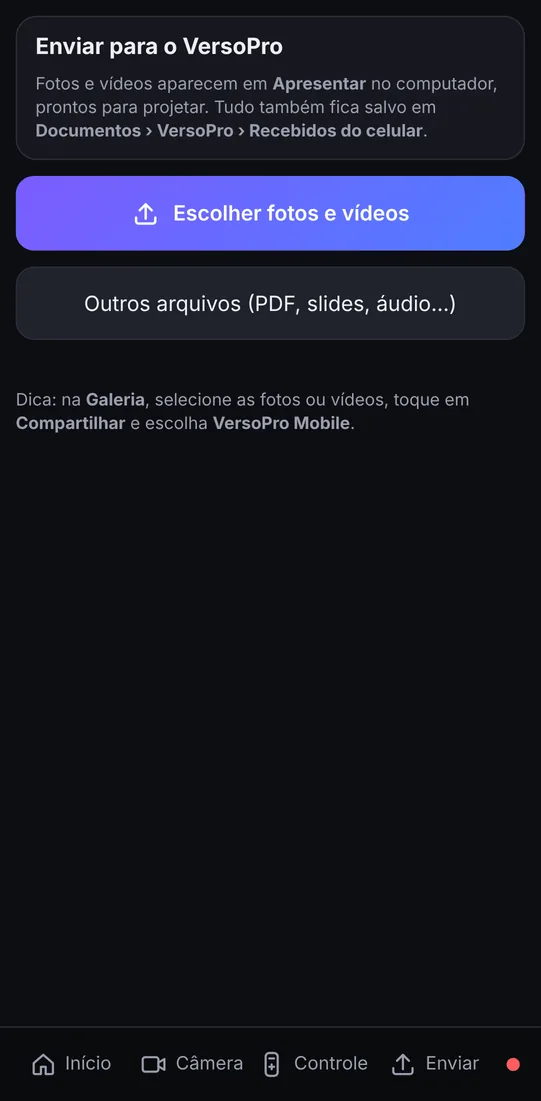 Enviar para o VersoPro
Fotos e vídeos aparecem em Apresentar no computador,
prontos para projetar. Tudo também fica salvo em
Documentos › VersoPro › Recebidos do celular.
Escolher fotos e vídeos
Outros arquivos (PDF, slides, áudio...)
Dica: na Galeria, selecione as fotos ou vídeos, toque em
Compartilhar e escolha VersoPro Mobile.
Início
Câmera
Controle
Enviar